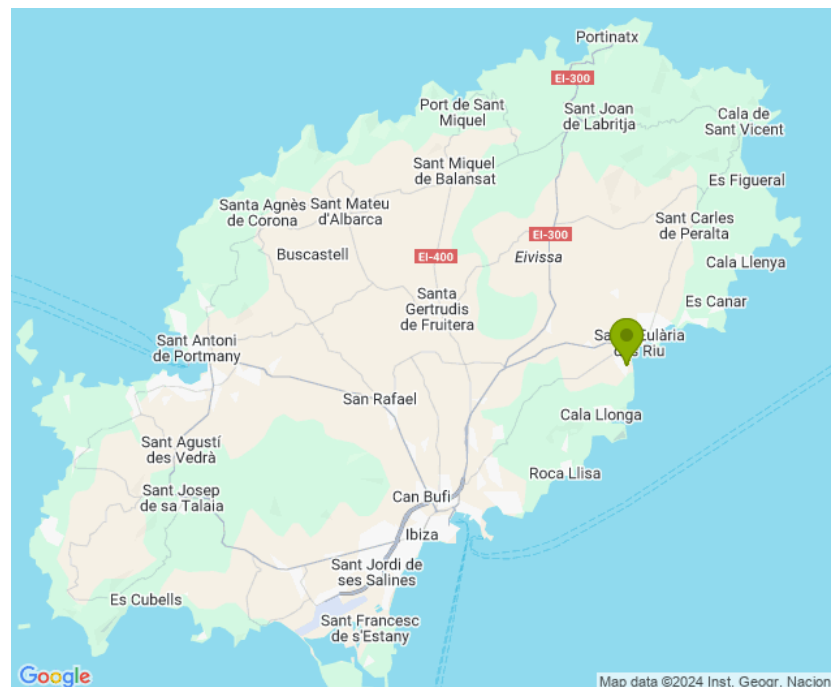 Portinatx
EI-300
Port de Sant
Miquel
Sant Joan
de Labritja
Cala de
Sant Vicent
Sant Miquel
de Balansat
Es Figueral
Santa Agnès
de Corona
Sant Mateu
d'Albarca
Sant Carles
de Peralta
EI-300
Buscastell
EI-400
Eivissa
Cala Llenya
Santa
Gertrudis
de Fruitera
Es Canar
Sant Antoni
de Portmany
Eulària
Riu
San Rafael
Cala Llonga
Sant Agustí
des Vedrà
Roca Llisa
Sant Josep
de sa Talaia
Can Bufi
Ibiza
Sant Jordi de
ses Salines
Es Cubells
Sant Francesc
de s'Estany
Google
Map data ©2024 Inst. Geogr. Nacion